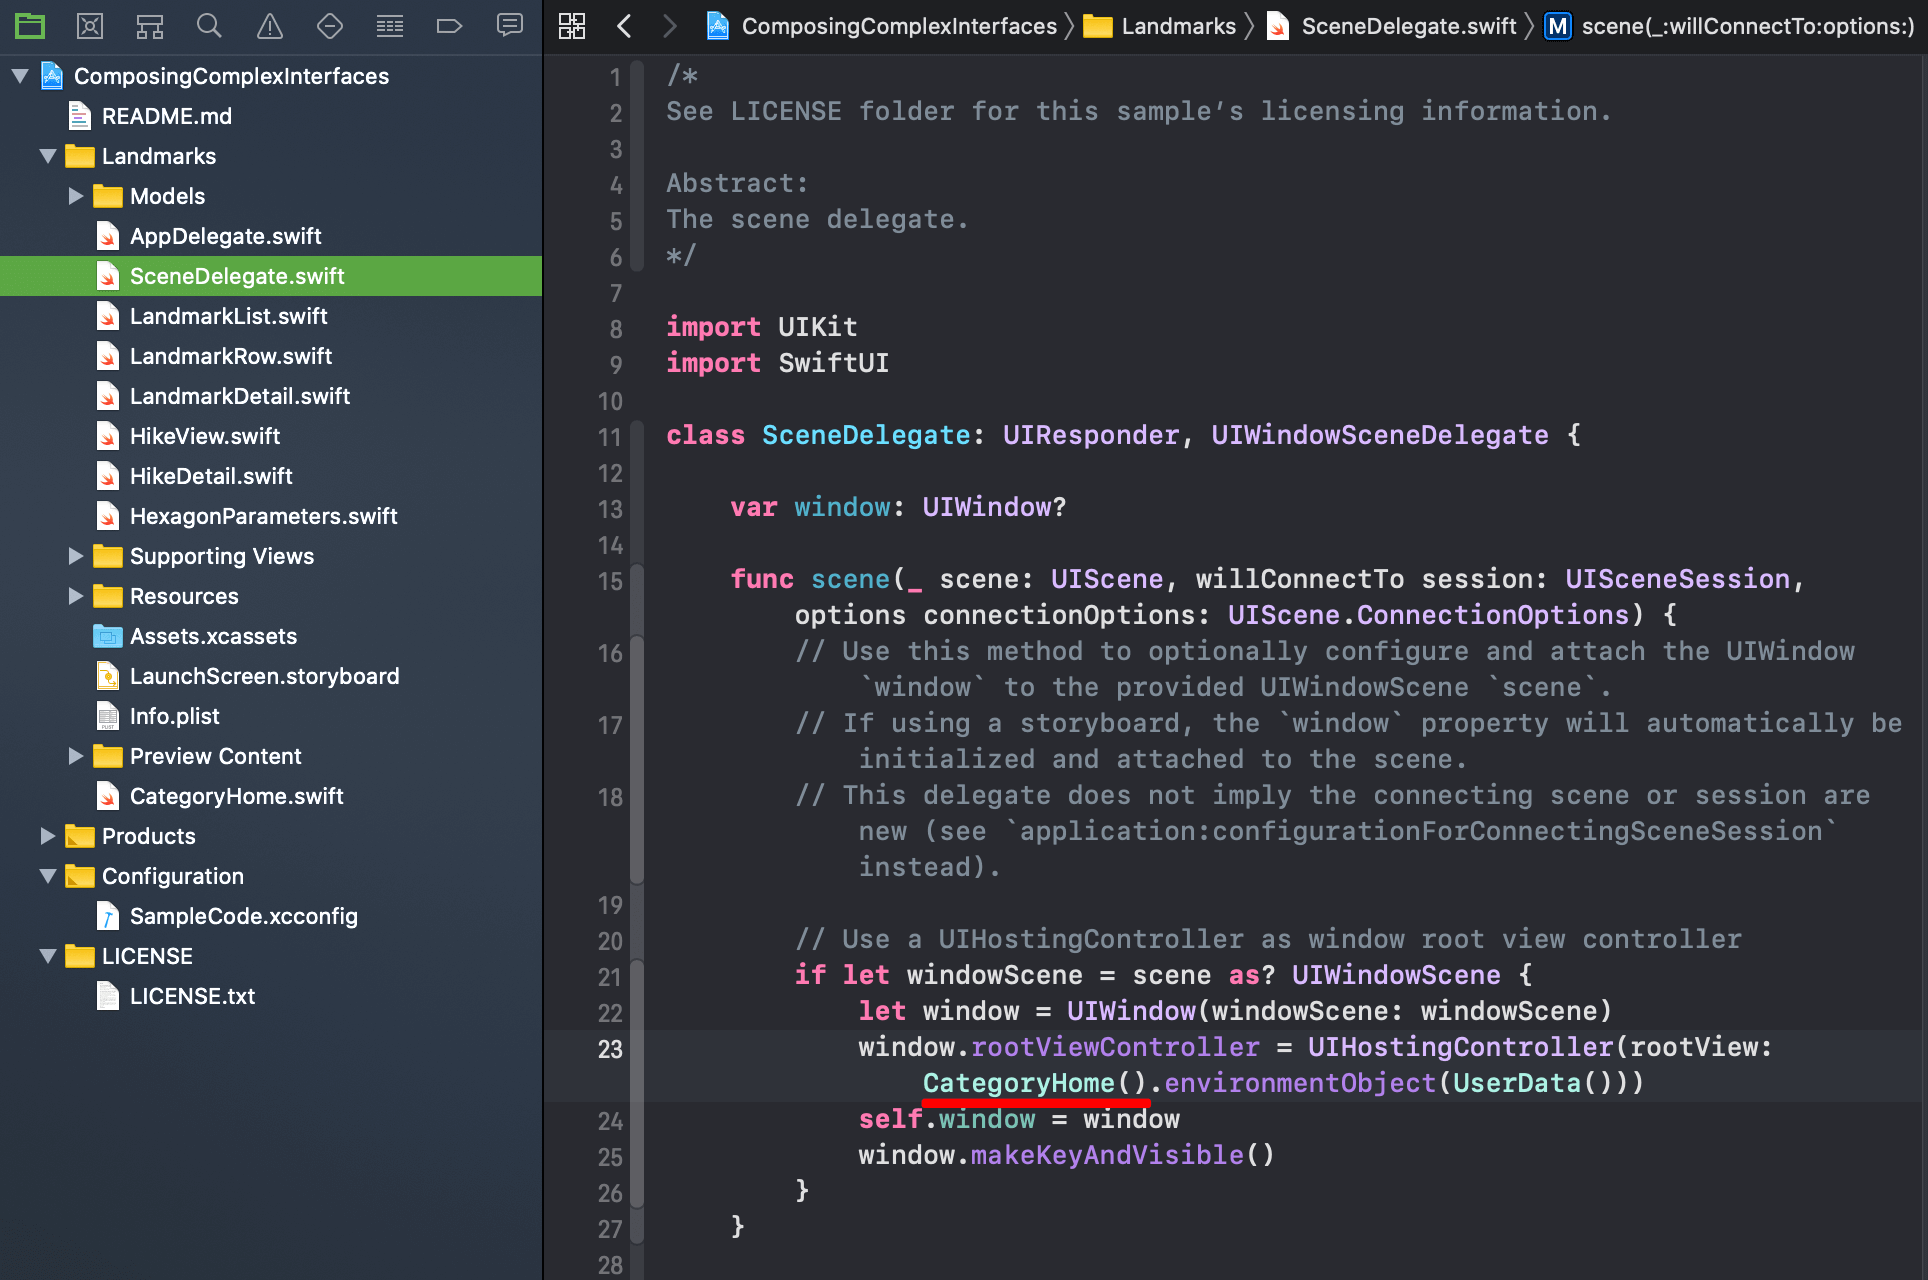 ComposingComplexInterfaces
README.md
Landmarks
Models
AppDelegate.swift
SceneDelegate.swift
LandmarkList.swift
LandmarkRow.swift
LandmarkDetail.swift
HikeView.swift
HikeDetail.swift
HexagonParameters.swift
Supporting Views
Resources
Assets.xcassets
LaunchScreen.storyboard
Info.plist
Preview Content
CategoryHome.swift
Products
Configuration
SampleCode.xcconfig
LICENSE
LICENSE.txt
ComposingComplexInterfaces Landmarks SceneDelegate.swift M scene(_:willConnectTo:options:)
1 /*
2 See LICENSE folder for this sample’s licensing information.
3
4 Abstract:
5 The scene delegate.
6 */
7
8 import UIKit
9 import SwiftUI
10
11 class SceneDelegate: UIResponder, UIWindowSceneDelegate {
12
13 var window: UIWindow?
14
15 func scene(_ scene: UIScene, willConnectTo session: UISceneSession,
options connectionOptions: UIScene.ConnectionOptions) {
16 // Use this method to optionally configure and attach the UIWindow
`window` to the provided UIWindowScene `scene`.
17 // If using a storyboard, the `window` property will automatically be
initialized and attached to the scene.
18 // This delegate does not imply the connecting scene or session are
new (see `application:configurationForConnectingSceneSession`
instead).
19
20 // Use a UIHostingController as window root view controller
21 if let windowScene = scene as? UIWindowScene {
22 let window = UIWindow(windowScene: windowScene)
23 window.rootViewController = UIHostingController(rootView:
CategoryHome().environmentObject(UserData()))
24 self.window = window
25 window.makeKeyAndVisible()
26 }
27 }
28